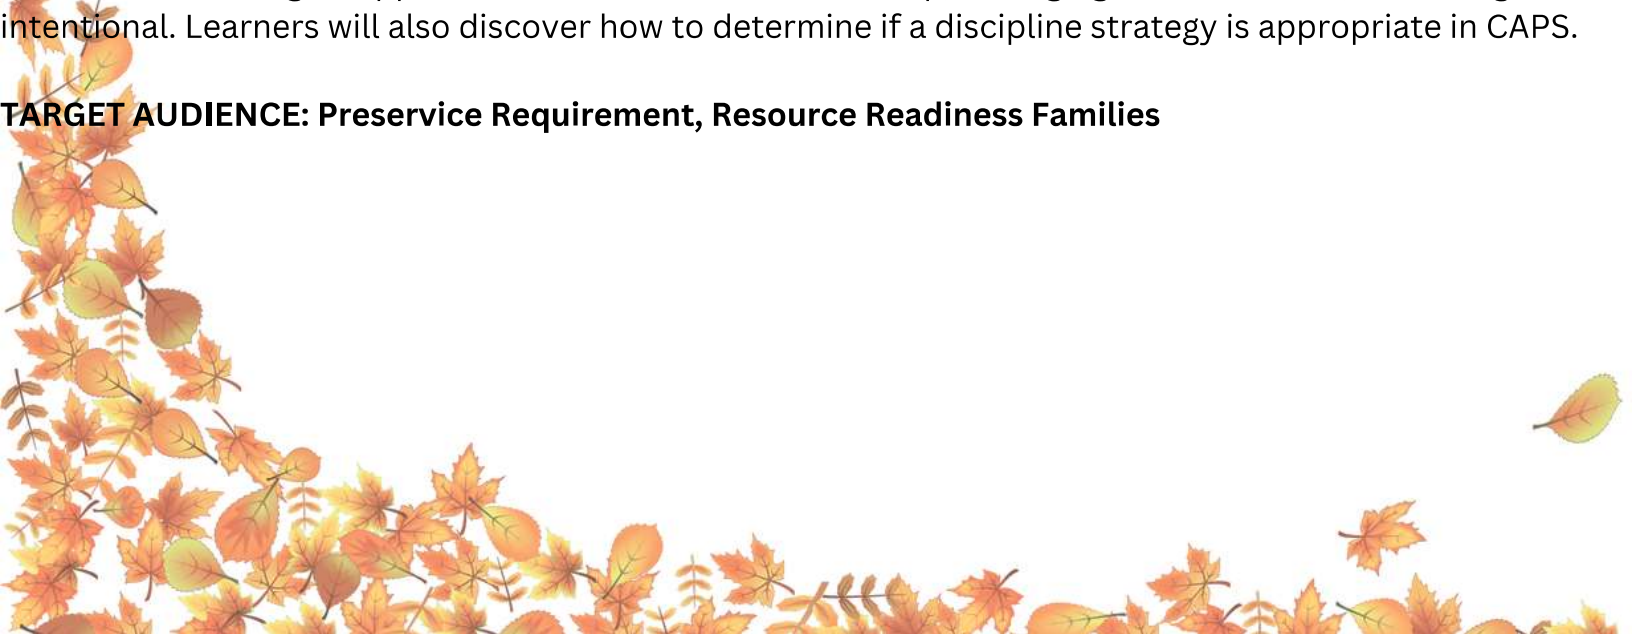 intentional. Learners will also discover how to determine if a discipline strategy is appropriate in CAPS.
TARGET AUDIENCE: Preservice Requirement, Resource Readiness Families